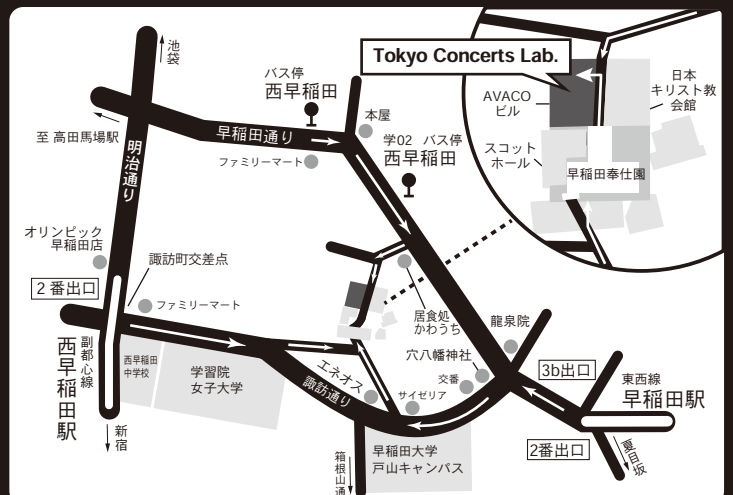 池袋
バス停
西早稲田
Tokyo Concerts Lab.
AVACO
ビル
日本
キリスト教
会館
スコット
ホール
早稲田奉仕園
至 高田馬場駅
明治通り
早稲田通り
本屋
ファミリーマート
学02 バス停
西早稲田
オリンピック
早稲田店
諏訪町交差点
2番出口
ファミリーマート
居食処
かわうち
龍泉院
穴八幡神社
交番
3b出口
東西線
早稲田駅
副都心線
西早稲田駅
西早稲田
中学校
学習院
女子大学
エネオス
諏訪通り
サイゼリア
新宿
箱根山通
早稲田大学
戸山キャンパス
2番出口
夏目坂